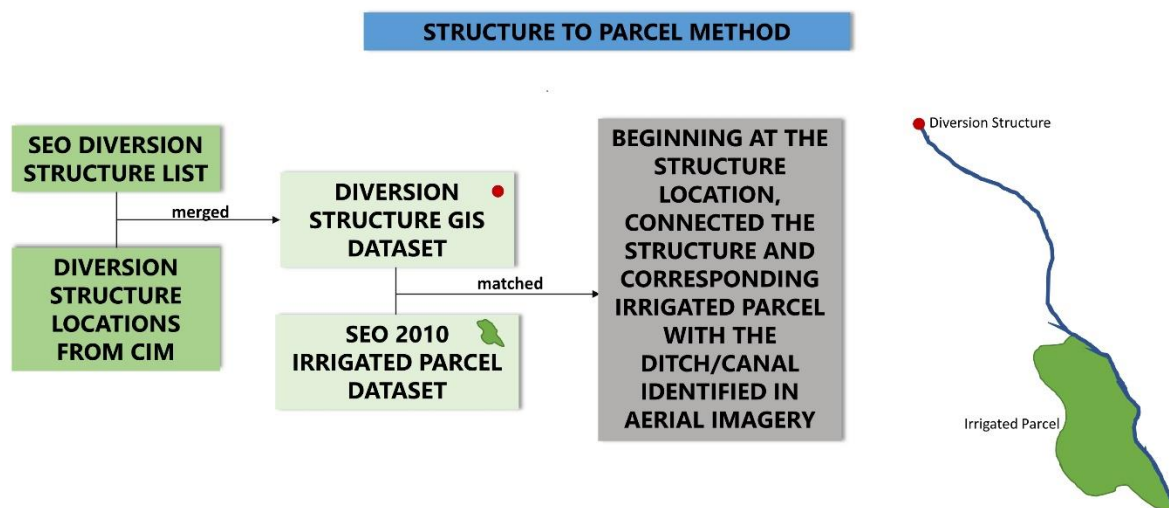 STRUCTURE TO PARCEL METHOD
SEO DIVERSION
STRUCTURE LIST
merged
DIVERSION
STRUCTURE
LOCATIONS
FROM CIM
DIVERSION
STRUCTURE GIS
DATASET
matched
SEO 2010
IRRIGATED PARCEL
DATASET
BEGINNING AT THE
STRUCTURE
LOCATION,
CONNECTED THE
STRUCTURE AND
CORRESPONDING
IRRIGATED PARCEL
WITH THE
DITCH/CANAL
IDENTIFIED IN
AERIAL IMAGERY
Diversion Structure
Irrigated Parcel